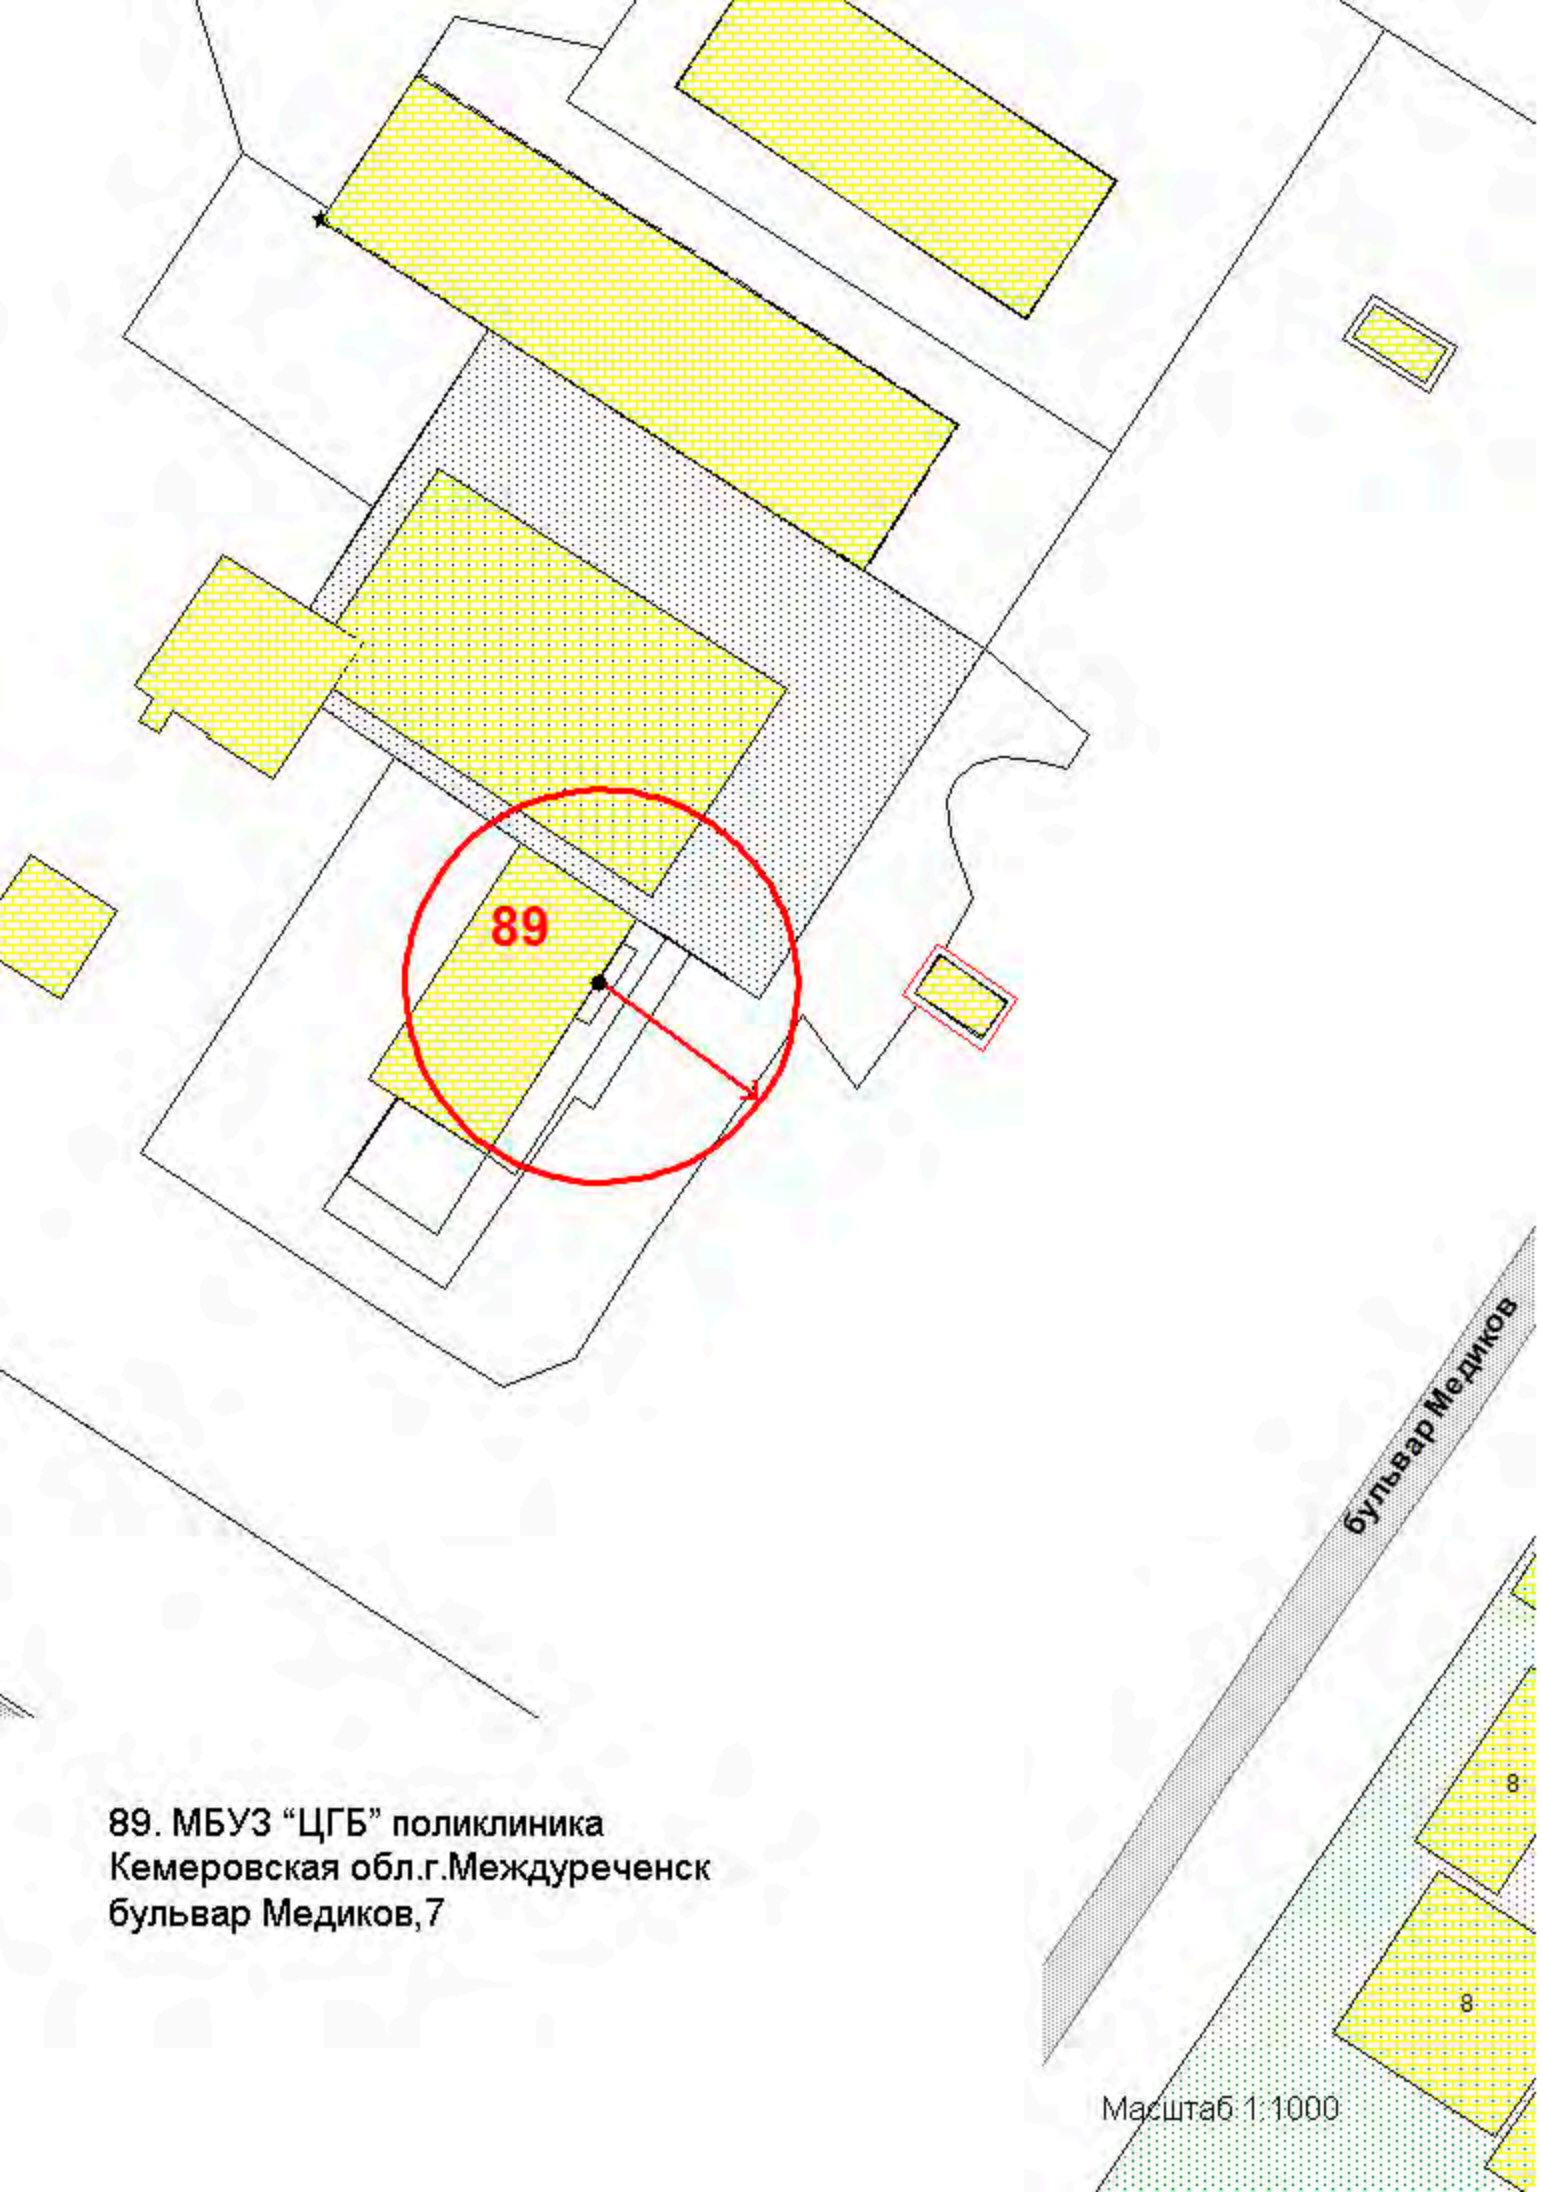 89
бульвар Медиков
8
89. МБУЗ “ЦГБ” поликлиника
Кемеровская обл.г.Междуреченск
бульвар Медиков,7
8
Масштаб 1:1000